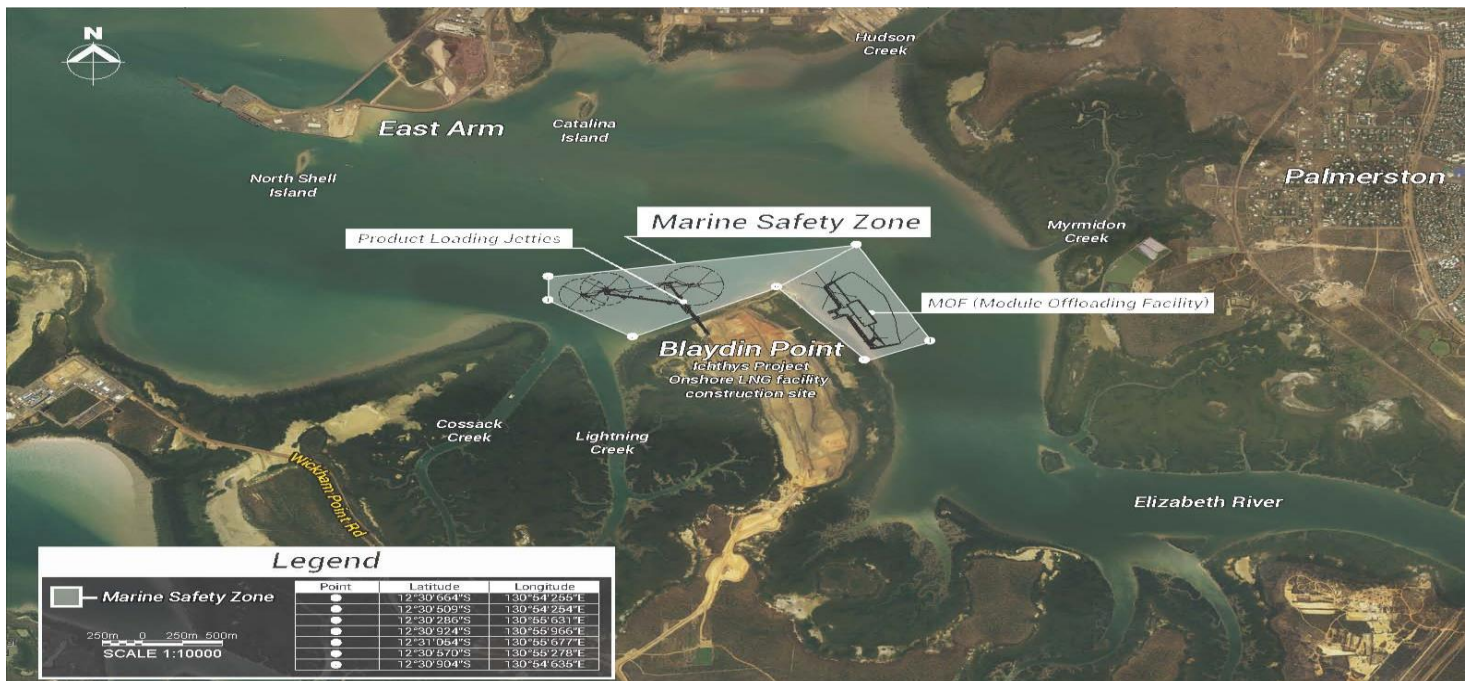 N
Hudson
Creek
East Arm
Catalina
Island
North Shell
Island
Palmerston
Marine Safety Zone
Product Loading Jetties
Myrmidon
Creek
MOF (Module Offloading Facility)
Blaydin Point
Ichthys Project
Onshore LNG facility
construction site
Cossack
Creek
Lightning
Creek
Wickham Point Rd
Elizabeth River
Legend
Marine Safety Zone
250m 0 250m 500m
SCALE 1:10000
Point Latitude Longitude
12°30'664"S 130°54'255"E
12°30'509"S 130°54'254"E
12°30'286"S 130°55'631"E
12°30'924"S 130°55'966"E
12°31'054"S 130°55'677"E
12°30'570"S 130°55'278"E
12°30'904"S 130°54'635"E